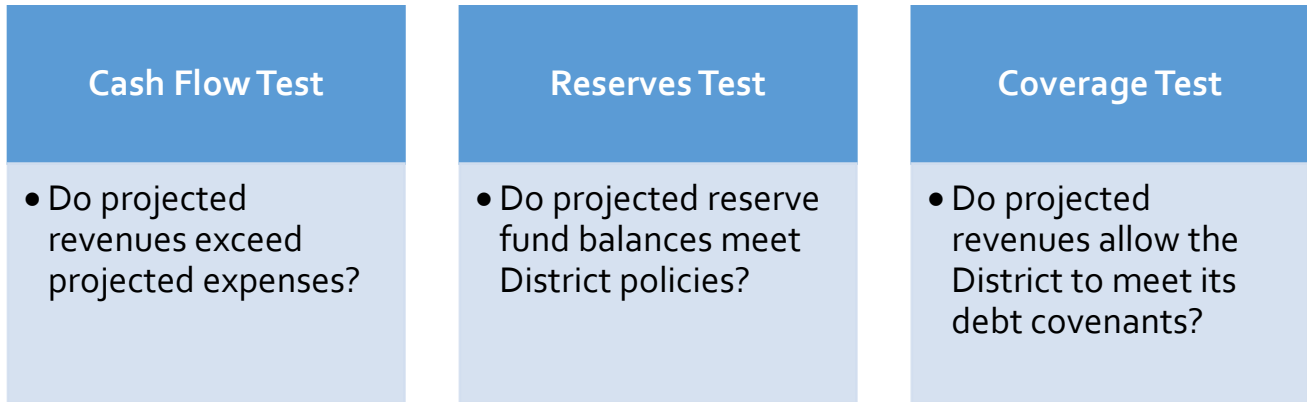 Cash Flow Test
• Do projected
revenues exceed
projected expenses?
Reserves Test
• Do projected reserve
fund balances meet
District policies?
Coverage Test
• Do projected
revenues allow the
District to meet its
debt covenants?